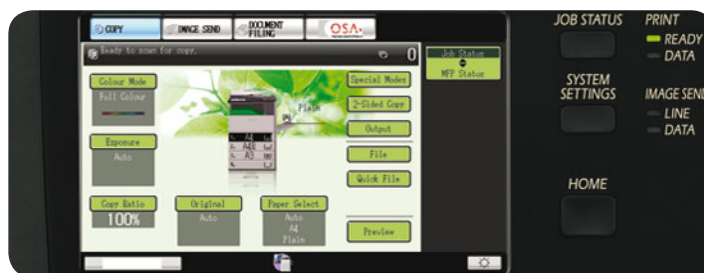 COPY
IMAGE SEND
DOCUMENT
FILING
OSA
Ready to scan for copy.
0
Job Status
MFP Status
Colour Mode
Full Colour
Special Modes
2-Sided Copy
Plain
Output
A4
A4R
A3
Exposure
Auto
File
Quick File
Copy Ratio
100%
Original
Auto
Paper Select
Auto
A4
Plain
Preview
JOB STATUS
SYSTEM
SETTINGS
HOME
PRINT
READY
DATA
IMAGE SEND
LINE
DATA